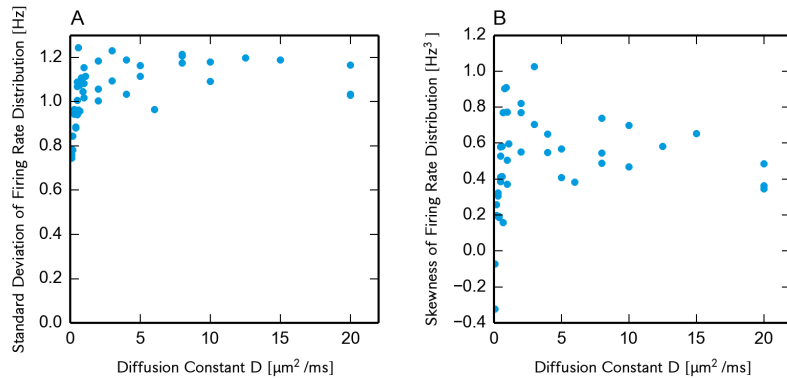 A
Standard Deviation of Firing Rate Distribution [Hz]
1.2
1.0
0.8
0.6
0.4
0.2
0.0
0 5 10 15 20
Diffusion Constant D [µm² /ms]
B
Skewness of Firing Rate Distribution [Hz³ ]
1.2
1.0
0.8
0.6
0.4
0.2
0.0
−0.2
−0.4
0 5 10 15 20
Diffusion Constant D [µm² /ms]